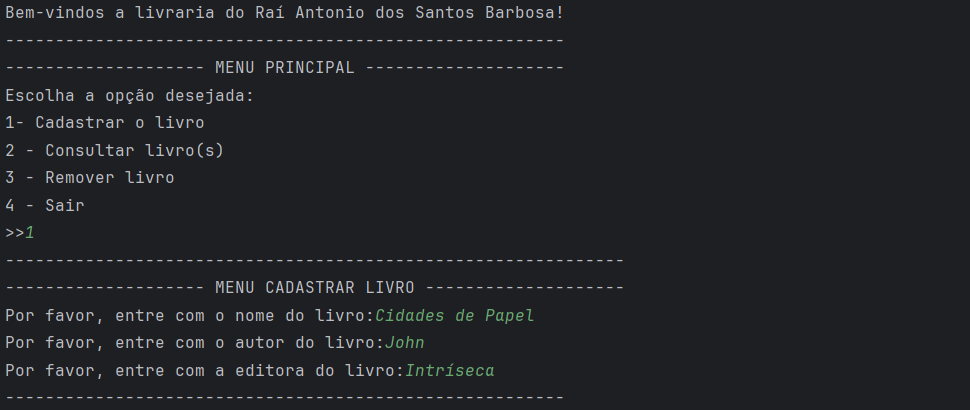 Bem-vindos a livraria do Raí Antonio dos Santos Barbosa!
--------------------------------------------------------
-------------------- MENU PRINCIPAL --------------------
Escolha a opção desejada:
1- Cadastrar o livro
2 - Consultar livro(s)
3 - Remover livro
4 - Sair
>>1
--------------------------------------------------------------
-------------------- MENU CADASTRAR LIVRO --------------------
Por favor, entre com o nome do livro:Cidades de Papel
Por favor, entre com o autor do livro:John
Por favor, entre com a editora do livro:Intríseca
--------------------------------------------------------